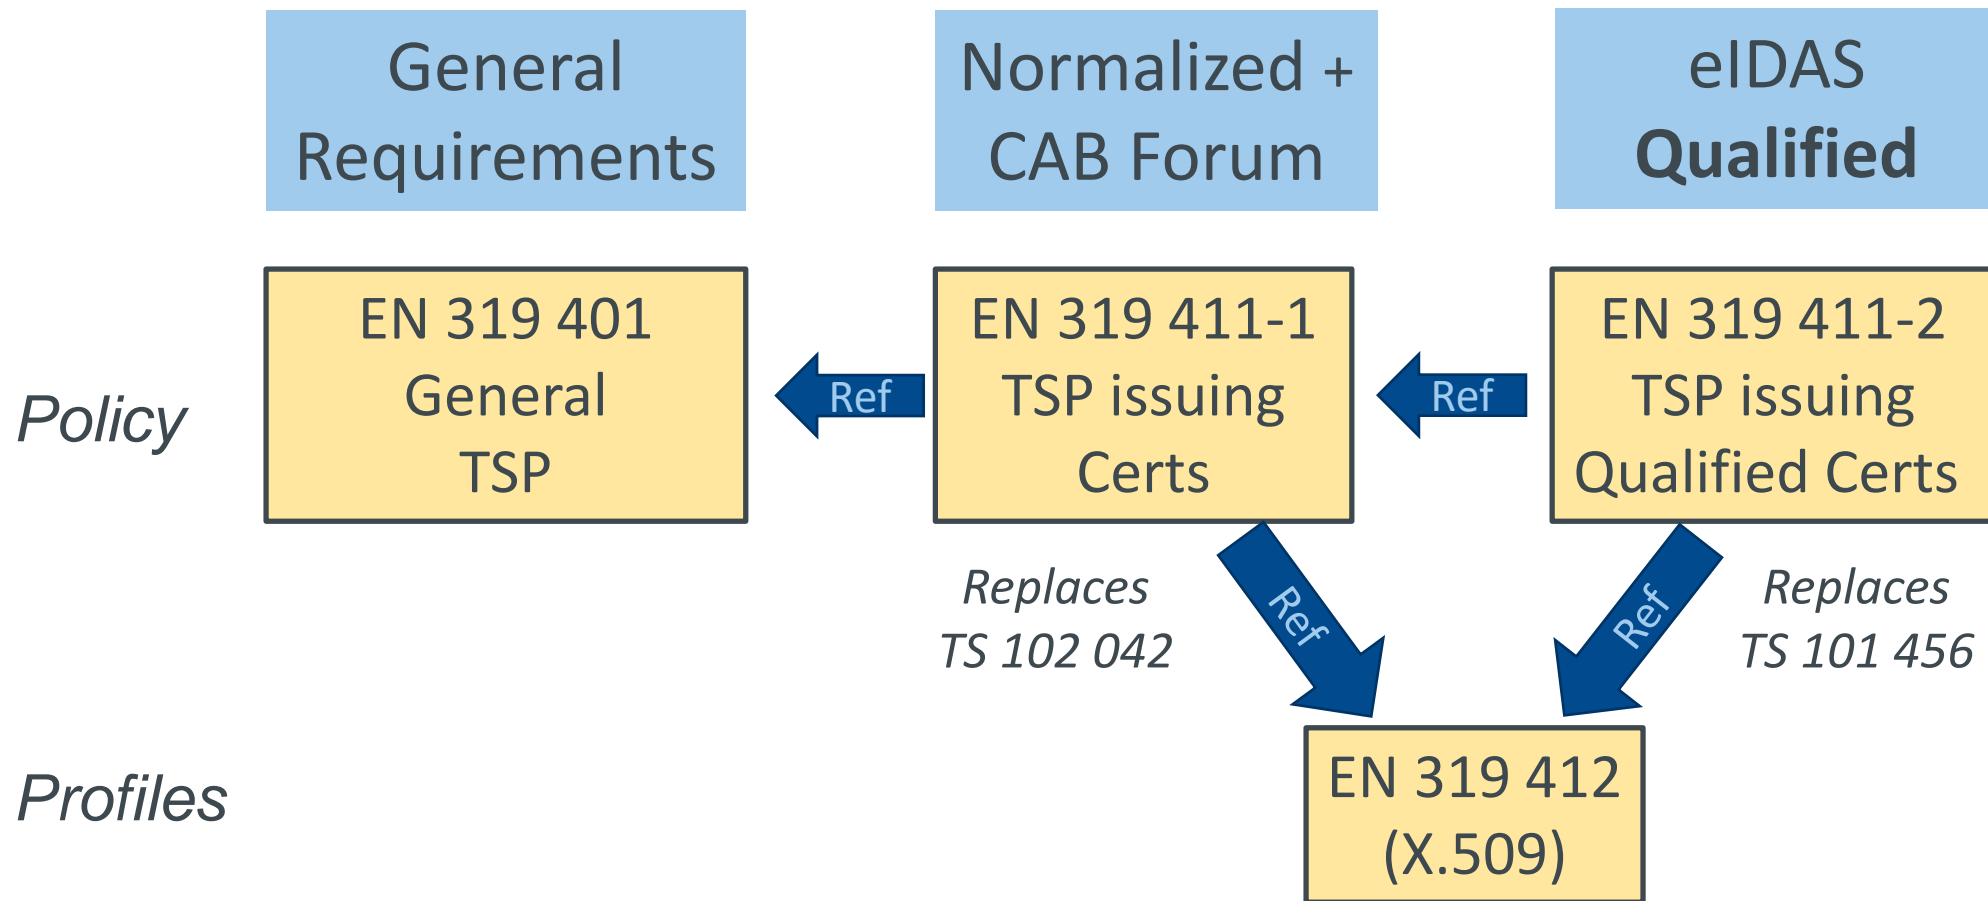 General
Requirements
Normalized +
CAB Forum
eIDAS
Qualified
Policy
EN 319 401
General
TSP
Ref
EN 319 411-1
TSP issuing
Certs
Ref
EN 319 411-2
TSP issuing
Qualified Certs
Replaces
TS 102 042
Ref
Ref
Replaces
TS 101 456
Profiles
EN 319 412
(X.509)